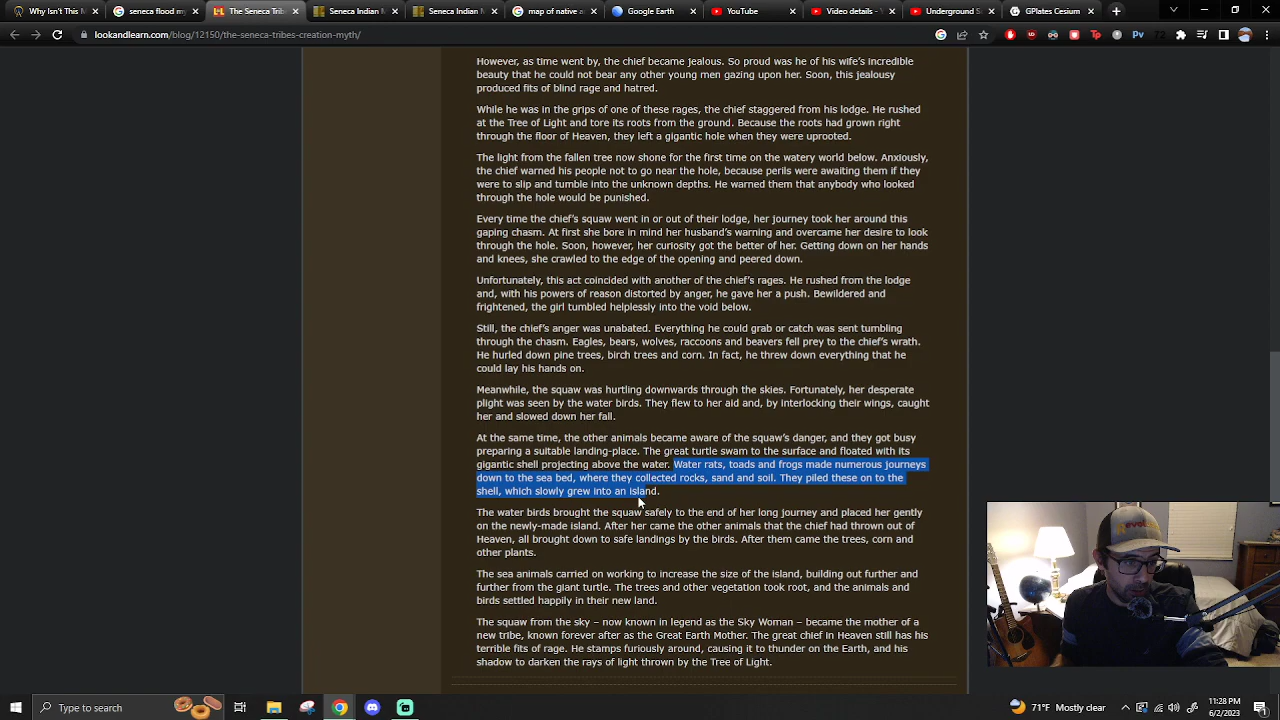 Why Isn't This M
seneca flood my
The Seneca Trib
Seneca Indian M
Seneca Indian M
map of native a
Google Earth
YouTube
Video details -
Underground S
GPlates Cesium
lookandlearn.com/blog/12150/the-seneca-tribes-creation-myth/
However, as time went by, the chief became jealous. So proud was he of his wife's incredible
beauty that he could not bear any other young men gazing upon her. Soon, this jealousy
produced fits of blind rage and hatred.
While he was in the grips of one of these rages, the chief staggered from his lodge. He rushed
at the Tree of Light and tore its roots from the ground. Because the roots had grown right
through the floor of Heaven, they left a gigantic hole when they were uprooted.
The light from the fallen tree now shone for the first time on the watery world below. Anxiously,
the chief warned his people not to go near the hole, because perils were awaiting them if they
were to slip and tumble into the unknown depths. He warned them that anybody who looked
through the hole would be punished.
Every time the chief's squaw went in or out of their lodge, her journey took her around this
gaping chasm. At first she bore in mind her husband's warning and overcame her desire to look
through the hole. Soon, however, her curiosity got the better of her. Getting down on her hands
and knees, she crawled to the edge of the opening and peered down.
Unfortunately, this act coincided with another of the chief's rages. He rushed from the lodge
and, with his powers of reason distorted by anger, he gave her a push. Bewildered and
frightened, the girl tumbled helplessly into the void below.
Still, the chief's anger was unabated. Everything he could grab or catch was sent tumbling
through the chasm. Eagles, bears, wolves, raccoons and beavers fell prey to the chief's wrath.
He hurled down pine trees, birch trees and corn. In fact, he threw down everything that he
could lay his hands on.
Meanwhile, the squaw was hurtling downwards through the skies. Fortunately, her desperate
plight was seen by the water birds. They flew to her aid and, by interlocking their wings, caught
her and slowed down her fall.
At the same time, the other animals became aware of the squaw's danger, and they got busy
preparing a suitable landing-place. The great turtle swam to the surface and floated with its
gigantic shell projecting above the water. Water rats, toads and frogs made numerous journeys
down to the sea bed, where they collected rocks, sand and soil. They piled these on to the
shell, which slowly grew into an island.
The water birds brought the squaw safely to the end of her long journey and placed her gently
on the newly-made island. After her came the other animals that the chief had thrown out of
Heaven, all brought down to safe landings by the birds. After them came the trees, corn and
other plants.
The sea animals carried on working to increase the size of the island, building out further and
further from the giant turtle. The trees and other vegetation took root, and the animals and
birds settled happily in their new land.
The squaw from the sky – now known in legend as the Sky Woman – became the mother of a
new tribe, known forever after as the Great Earth Mother. The great chief in Heaven still has his
terrible fits of rage. He stamps furiously around, causing it to thunder on the Earth, and his
shadow to darken the rays of light thrown by the Tree of Light.
Type to search
71°F Mostly clear
11:28 PM
6/2/2023